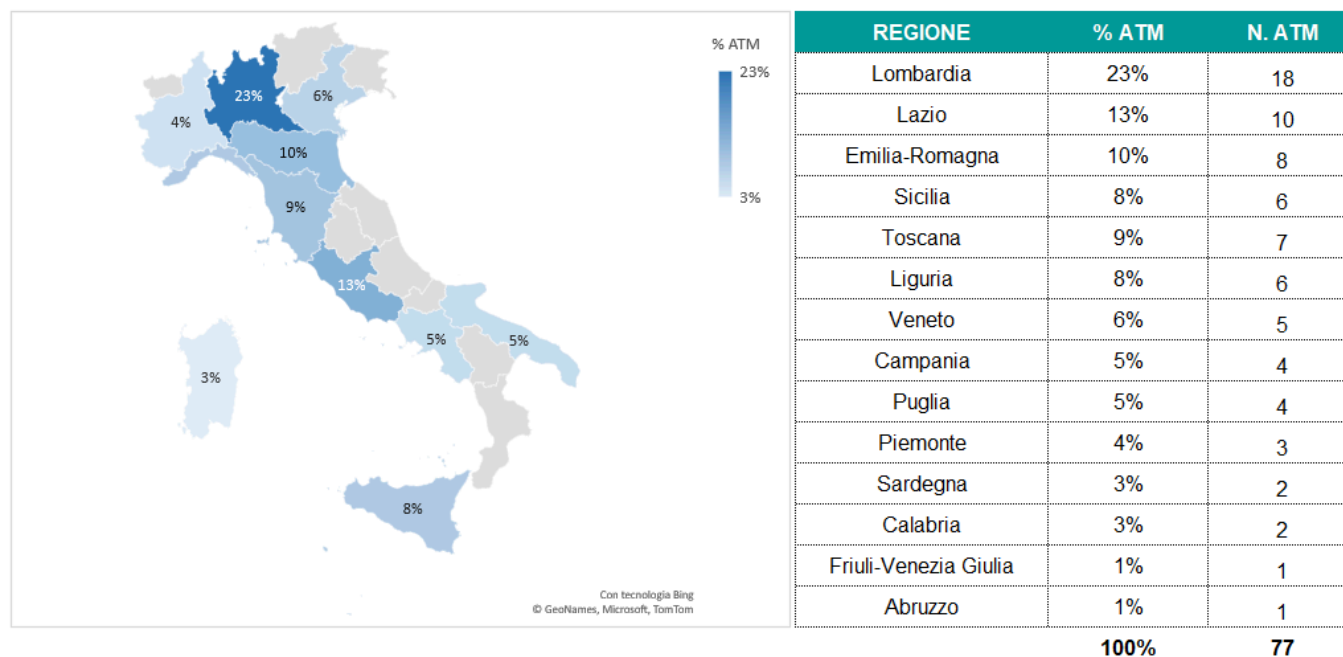 % ATM
23%
3%
23%
6%
4%
10%
9%
13%
5%
5%
3%
8%
Con tecnologia Bing
© GeoNames, Microsoft, TomTom
REGIONE % ATM N. ATM
Lombardia 23% 18
Lazio 13% 10
Emilia-Romagna 10% 8
Sicilia 8% 6
Toscana 9% 7
Liguria 8% 6
Veneto 6% 5
Campania 5% 4
Puglia 5% 4
Piemonte 4% 3
Sardegna 3% 2
Calabria 3% 2
Friuli-Venezia Giulia 1% 1
Abruzzo 1% 1
100% 77